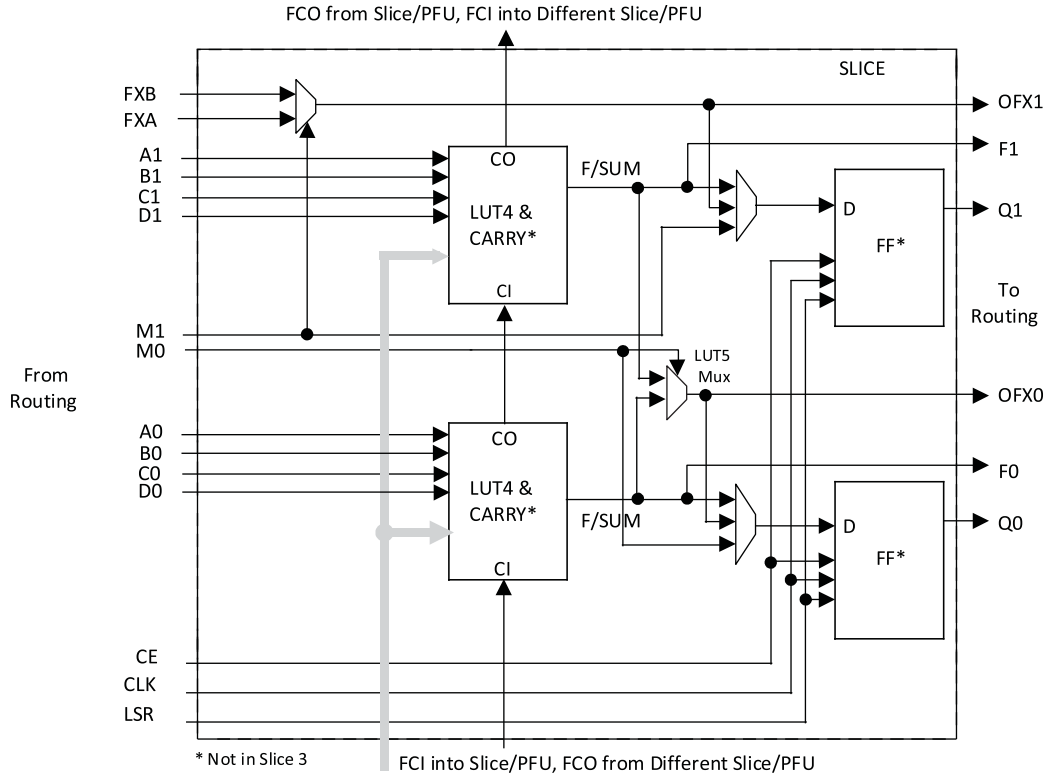 FCO from Slice/PFU, FCI into Different Slice/PFU
SLICE
FXB
FXA
OFX1
A1
B1
C1
D1
CO
F/SUM
F1
LUT4 &
CARRY*
D
Q1
FF*
CI
To
Routing
M1
M0
LUT5
Mux
From
Routing
OFX0
A0
B0
C0
D0
CO
LUT4 &
CARRY*
F/SUM
F0
D
Q0
FF*
CI
CE
CLK
LSR
* Not in Slice 3
FCI into Slice/PFU, FCO from Different Slice/PFU